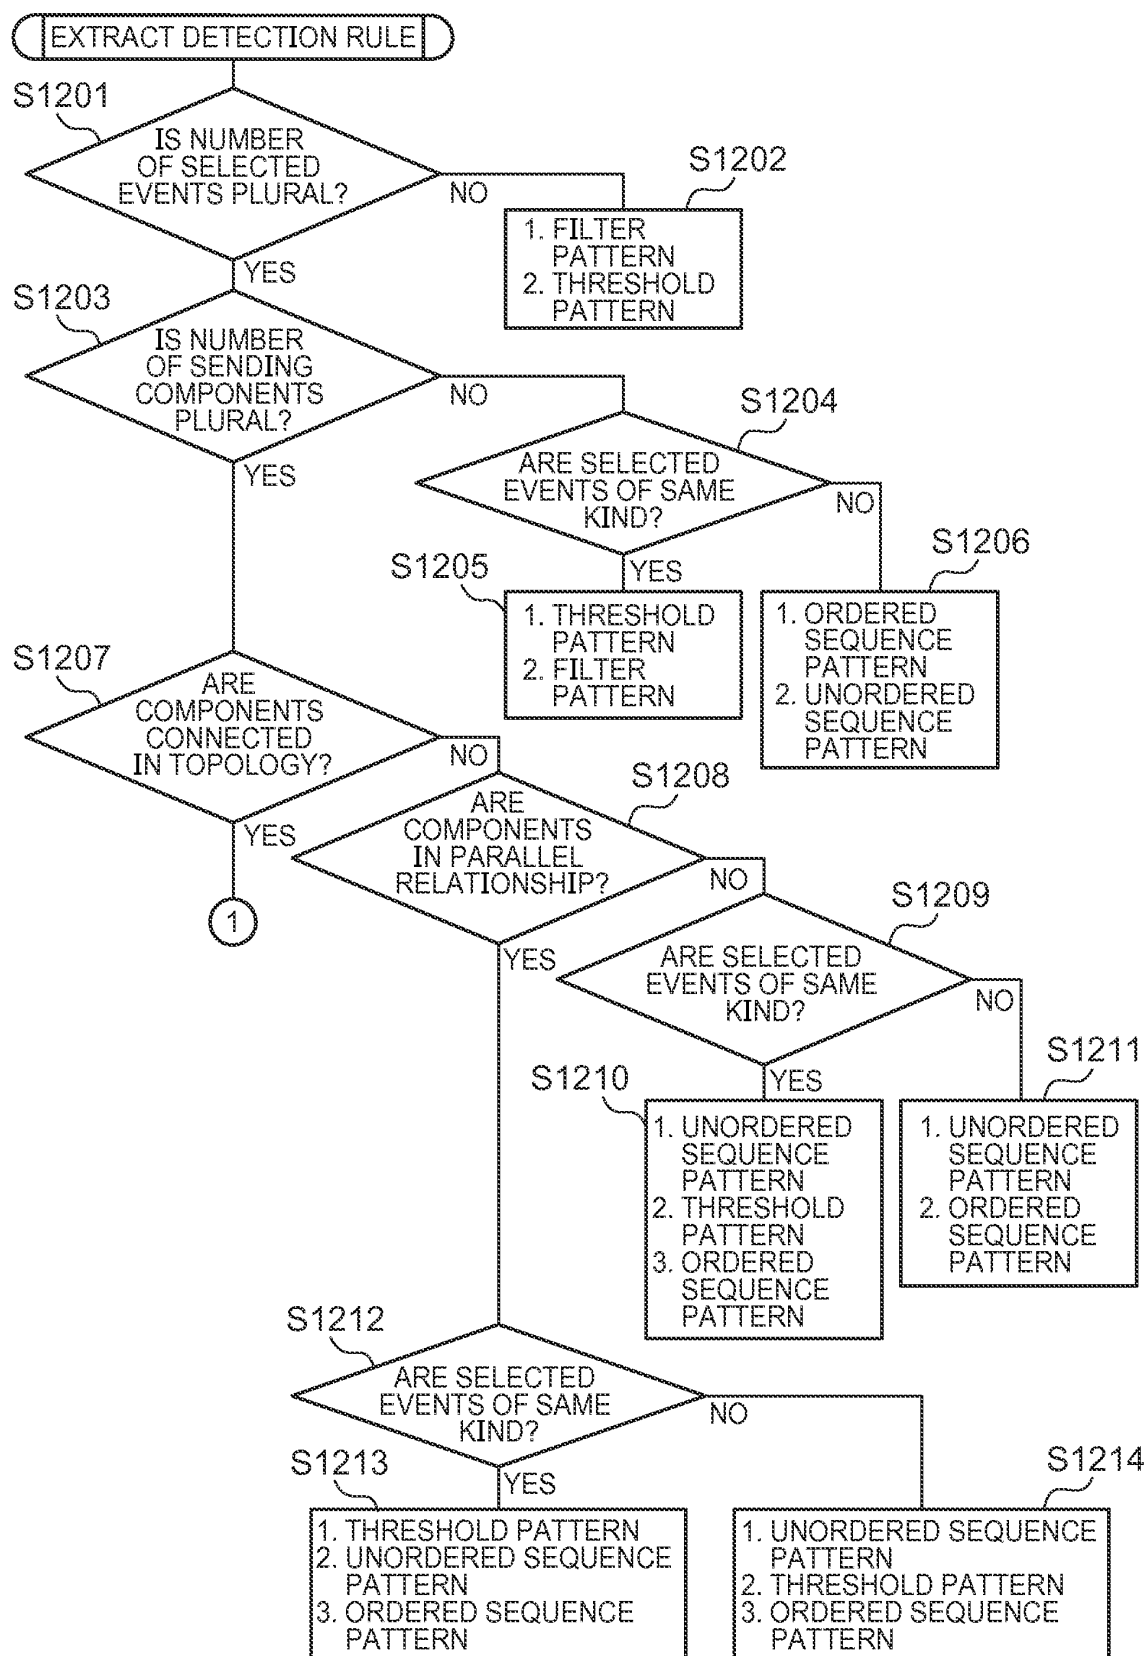 EXTRACT DETECTION RULE
S1201
IS NUMBER
OF SELECTED
EVENTS PLURAL?
NO
YES
S1202
1. FILTER
PATTERN
2. THRESHOLD
PATTERN
S1203
IS NUMBER
OF SENDING
COMPONENTS
PLURAL?
NO
YES
S1204
ARE SELECTED
EVENTS OF SAME
KIND?
NO
YES
S1205
1. THRESHOLD
PATTERN
2. FILTER
PATTERN
S1206
1. ORDERED
SEQUENCE
PATTERN
2. UNORDERED
SEQUENCE
PATTERN
S1207
ARE
COMPONENTS
CONNECTED
IN TOPOLOGY?
NO
YES
1
S1208
ARE
COMPONENTS
IN PARALLEL
RELATIONSHIP?
NO
YES
S1209
ARE SELECTED
EVENTS OF SAME
KIND?
NO
YES
S1210
1. UNORDERED
SEQUENCE
PATTERN
2. THRESHOLD
PATTERN
3. ORDERED
SEQUENCE
PATTERN
S1211
1. UNORDERED
SEQUENCE
PATTERN
2. ORDERED
SEQUENCE
PATTERN
S1212
ARE SELECTED
EVENTS OF SAME
KIND?
NO
YES
S1213
1. THRESHOLD PATTERN
2. UNORDERED SEQUENCE
PATTERN
3. ORDERED SEQUENCE
PATTERN
S1214
1. UNORDERED SEQUENCE
PATTERN
2. THRESHOLD PATTERN
3. ORDERED SEQUENCE
PATTERN